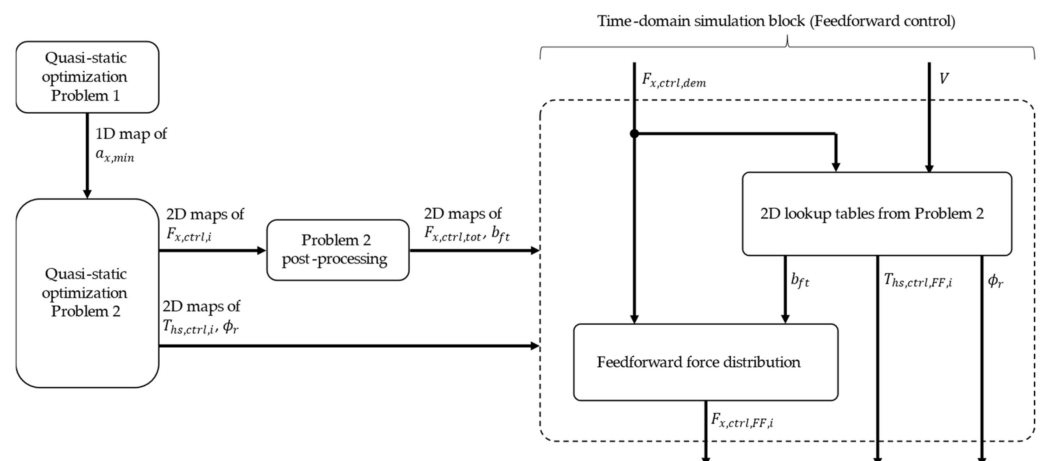 Time-domain simulation block (Feedforward control)
Quasi-static
optimization
Problem 1
1D map of
a_{x,min}
F_{x,ctrl,dem}
V
2D lookup tables from Problem 2
2D maps of
F_{x,ctrl,i}
Problem 2
post-processing
2D maps of
F_{x,ctrl,tot}, b_{ft}
Quasi-static
optimization
Problem 2
2D maps of
T_{hs,ctrl,i}, ϕ_r
b_{ft}
T_{hs,ctrl,FF,i}
ϕ_r
Feedforward force distribution
F_{x,ctrl,FF,i}